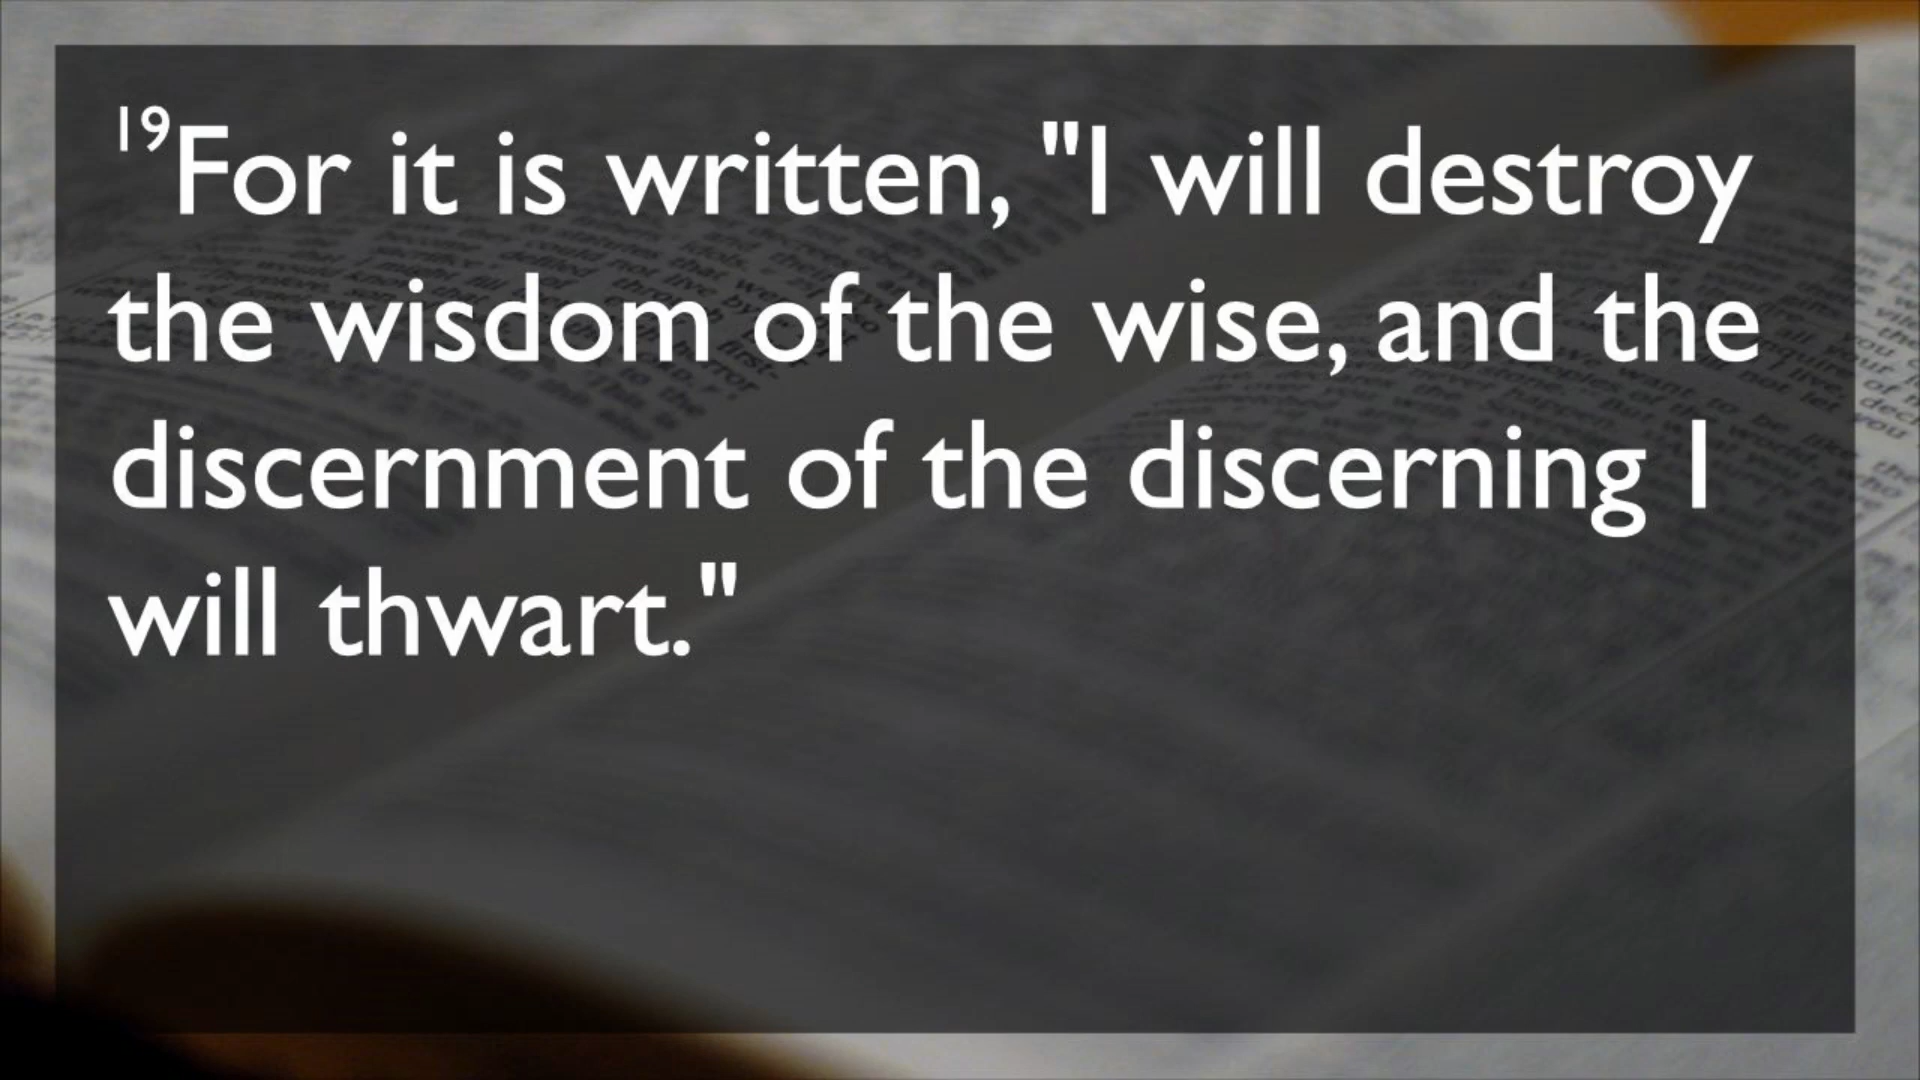 19For it is written, "I will destroy
the wisdom of the wise, and the
discernment of the discerning I
will thwart."